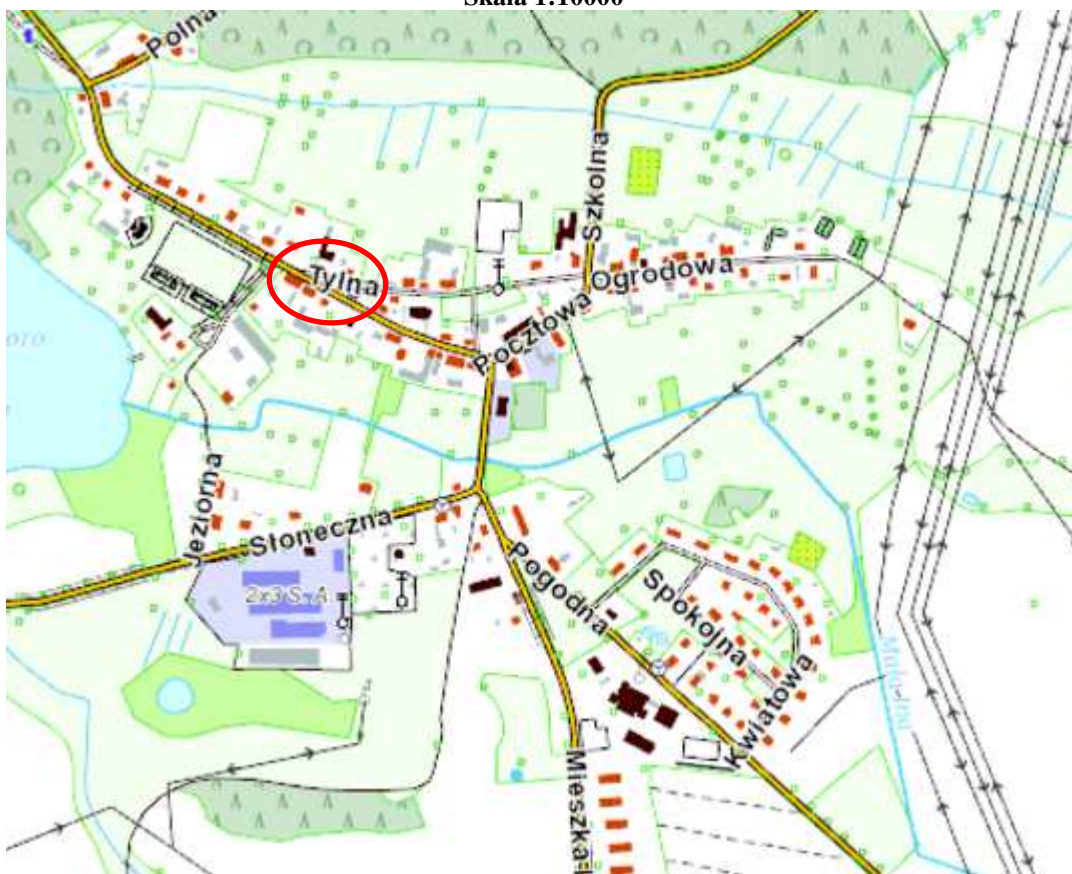 Skala 1:10000
Polna
Szkolna
Tylna
Ogrodowa
Pocztowa
Jeziorna
Słoneczna
2x3 S. A.
Pogodna
Spokojna
Kwiatowa
Mieszka I